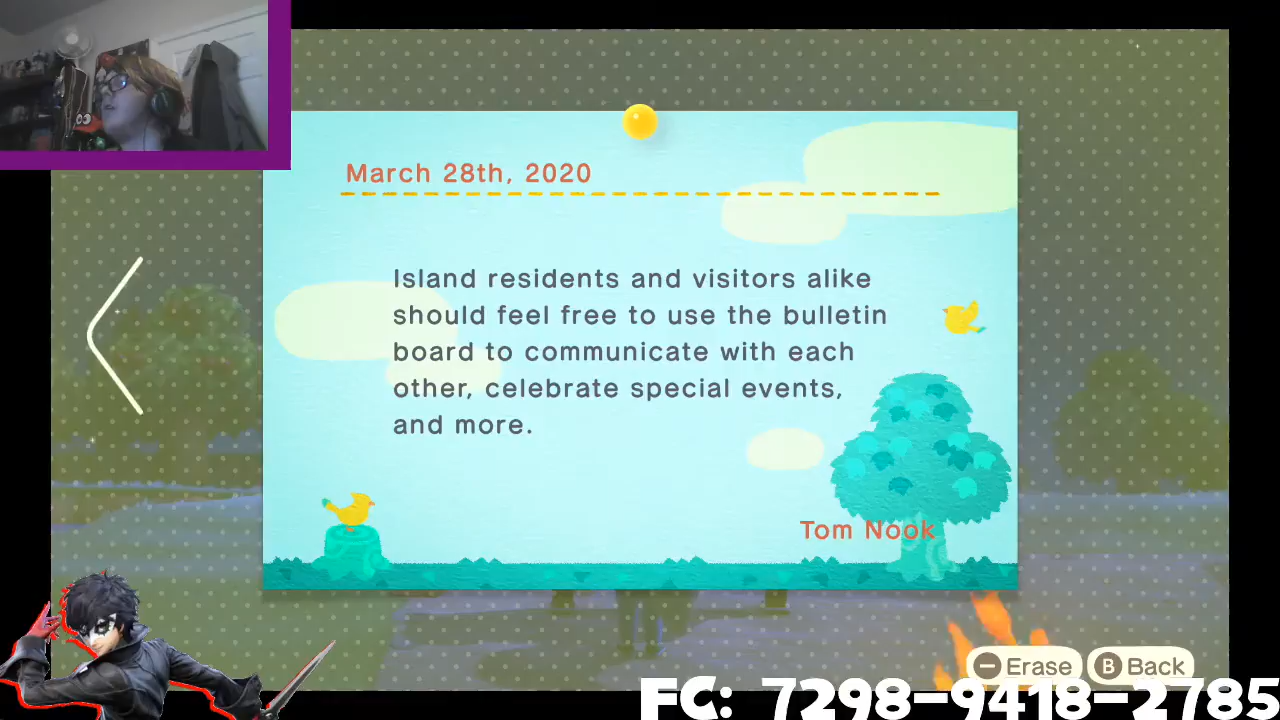 March 28th, 2020
Island residents and visitors alike
should feel free to use the bulletin
board to communicate with each
other, celebrate special events,
and more.
Tom Nook
Erase
B Back
FC: 7298-9418-2785